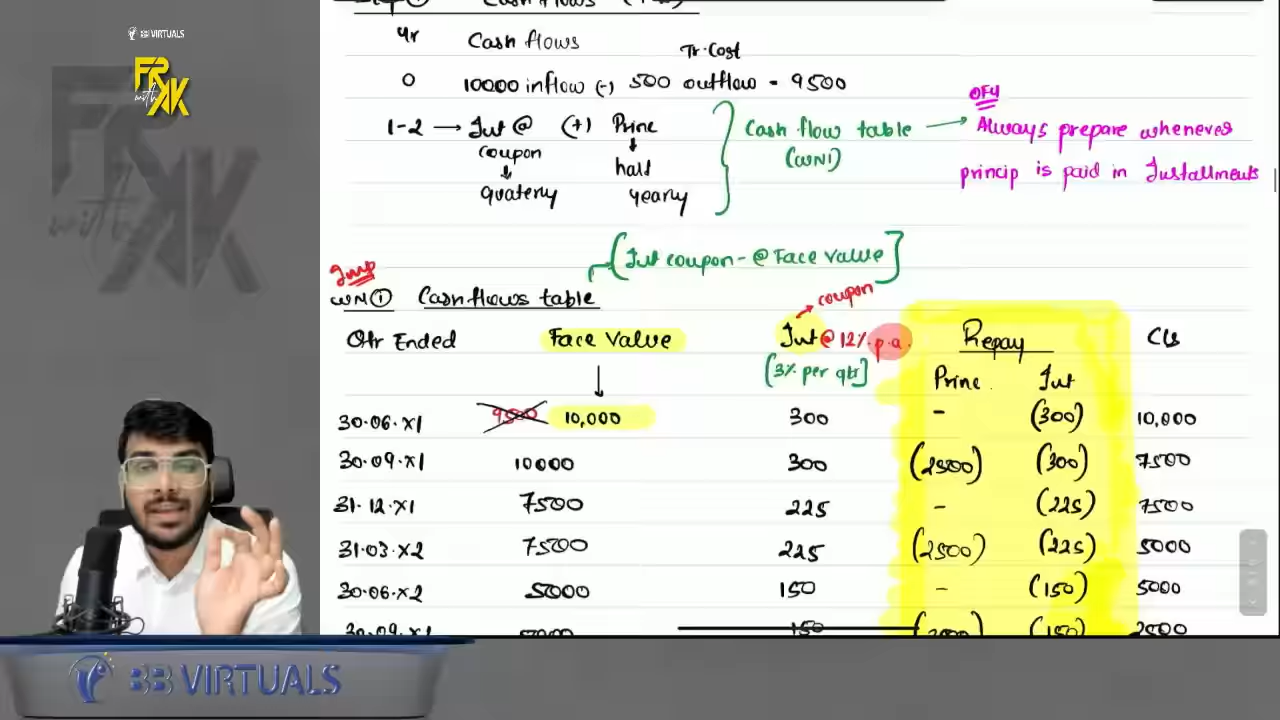 BB VIRTUALS
FR
with
AK
Cash flows
Yr Cash flows
Tr. Cost
0 10000 inflow (-) 500 outflow = 9500
1-2 → Int @ (+) Princ
coupon
quaterly
half
yearly
Cash flow table
(WN1)
Always prepare whenever
princip is paid in Installments
[Int coupon - @ Face Value]
Imp
WN① Cashflows table
→ coupon
Qtr Ended Face Value Int @ 12% p.a. Repay C/B
[3% per qtr] Princ. Int
30.06.X1 9500 10,000 300 - (300) 10,000
30.09.X1 10000 300 (2500) (300) 7500
31.12.X1 7500 225 - (225) 7500
31.03.X2 7500 225 (2500) (225) 5000
30.06.X2 5000 150 - (150) 5000
150 (150) 2500
BB VIRTUALS